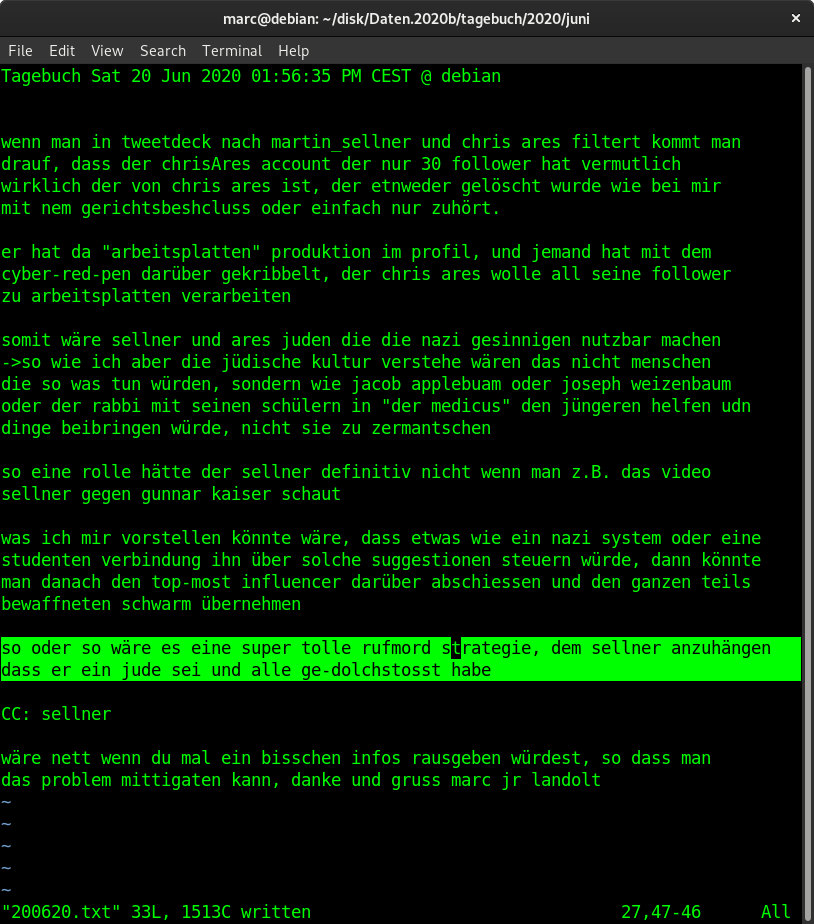 marc@debian: ~/disk/Daten.2020b/tagebuch/2020/juni
×
File Edit View Search Terminal Help
Tagebuch Sat 20 Jun 2020 01:56:35 PM CEST @ debian
wenn man in tweetdeck nach martin_sellner und chris ares filtert kommt man
drauf, dass der chrisAres account der nur 30 follower hat vermutlich
wirklich der von chris ares ist, der etnweder gelöscht wurde wie bei mir
mit nem gerichtsbeshcluss oder einfach nur zuhört.
er hat da "arbeitsplatten" produktion im profil, und jemand hat mit dem
cyber-red-pen darüber gekribbelt, der chris ares wolle all seine follower
zu arbeitsplatten verarbeiten
somit wäre sellner und ares juden die die nazi gesinnigen nutzbar machen
->so wie ich aber die jüdische kultur verstehe wären das nicht menschen
die so was tun würden, sondern wie jacob applebuam oder joseph weizenbaum
oder der rabbi mit seinen schülern in "der medicus" den jüngeren helfen udn
dinge beibringen würde, nicht sie zu zermantschen
so eine rolle hätte der sellner definitiv nicht wenn man z.B. das video
sellner gegen gunnar kaiser schaut
was ich mir vorstellen könnte wäre, dass etwas wie ein nazi system oder eine
studenten verbindung ihn über solche suggestionen steuern würde, dann könnte
man danach den top-most influencer darüber abschiessen und den ganzen teils
bewaffneten schwarm übernehmen
so oder so wäre es eine super tolle rufmord strategie, dem sellner anzuhängen
dass er ein jude sei und alle ge-dolchstosst habe
CC: sellner
wäre nett wenn du mal ein bisschen infos rausgeben würdest, so dass man
das problem mittigaten kann, danke und gruss marc jr landolt
~
~
~
~
~
"200620.txt" 33L, 1513C written 27,47-46 All